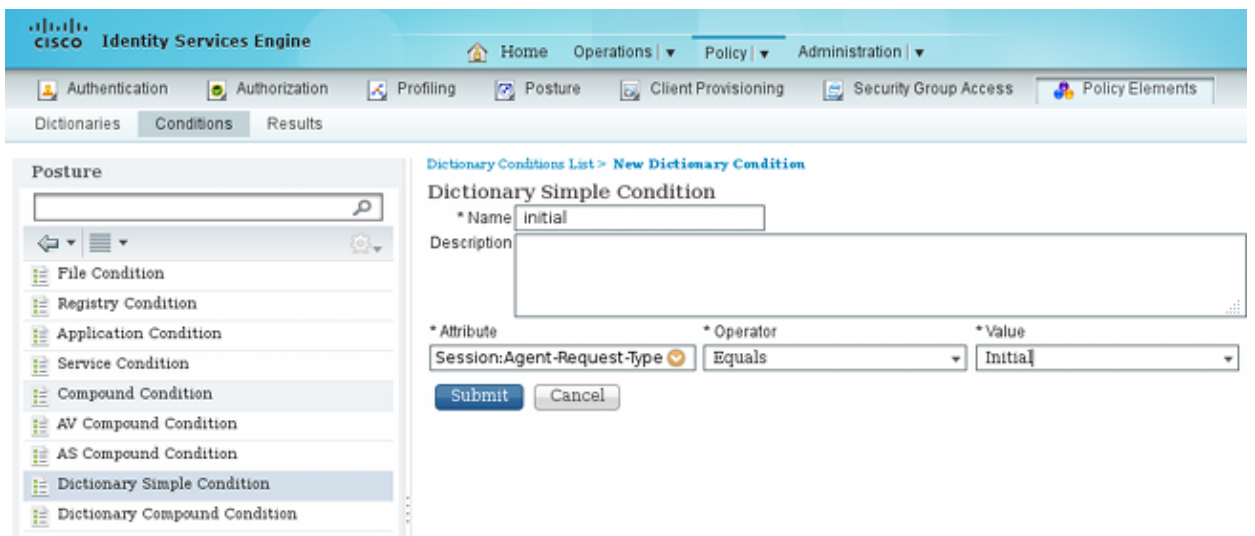 CISCO Identity Services Engine
Home Operations | Policy | Administration |
Authentication Authorization Profiling Posture Client Provisioning Security Group Access Policy Elements
Dictionaries Conditions Results
Posture
File Condition
Registry Condition
Application Condition
Service Condition
Compound Condition
AV Compound Condition
AS Compound Condition
Dictionary Simple Condition
Dictionary Compound Condition
Dictionary Conditions List > New Dictionary Condition
Dictionary Simple Condition
* Name initial
Description
* Attribute * Operator * Value
Session:Agent-Request-Type Equals Initial
Submit Cancel